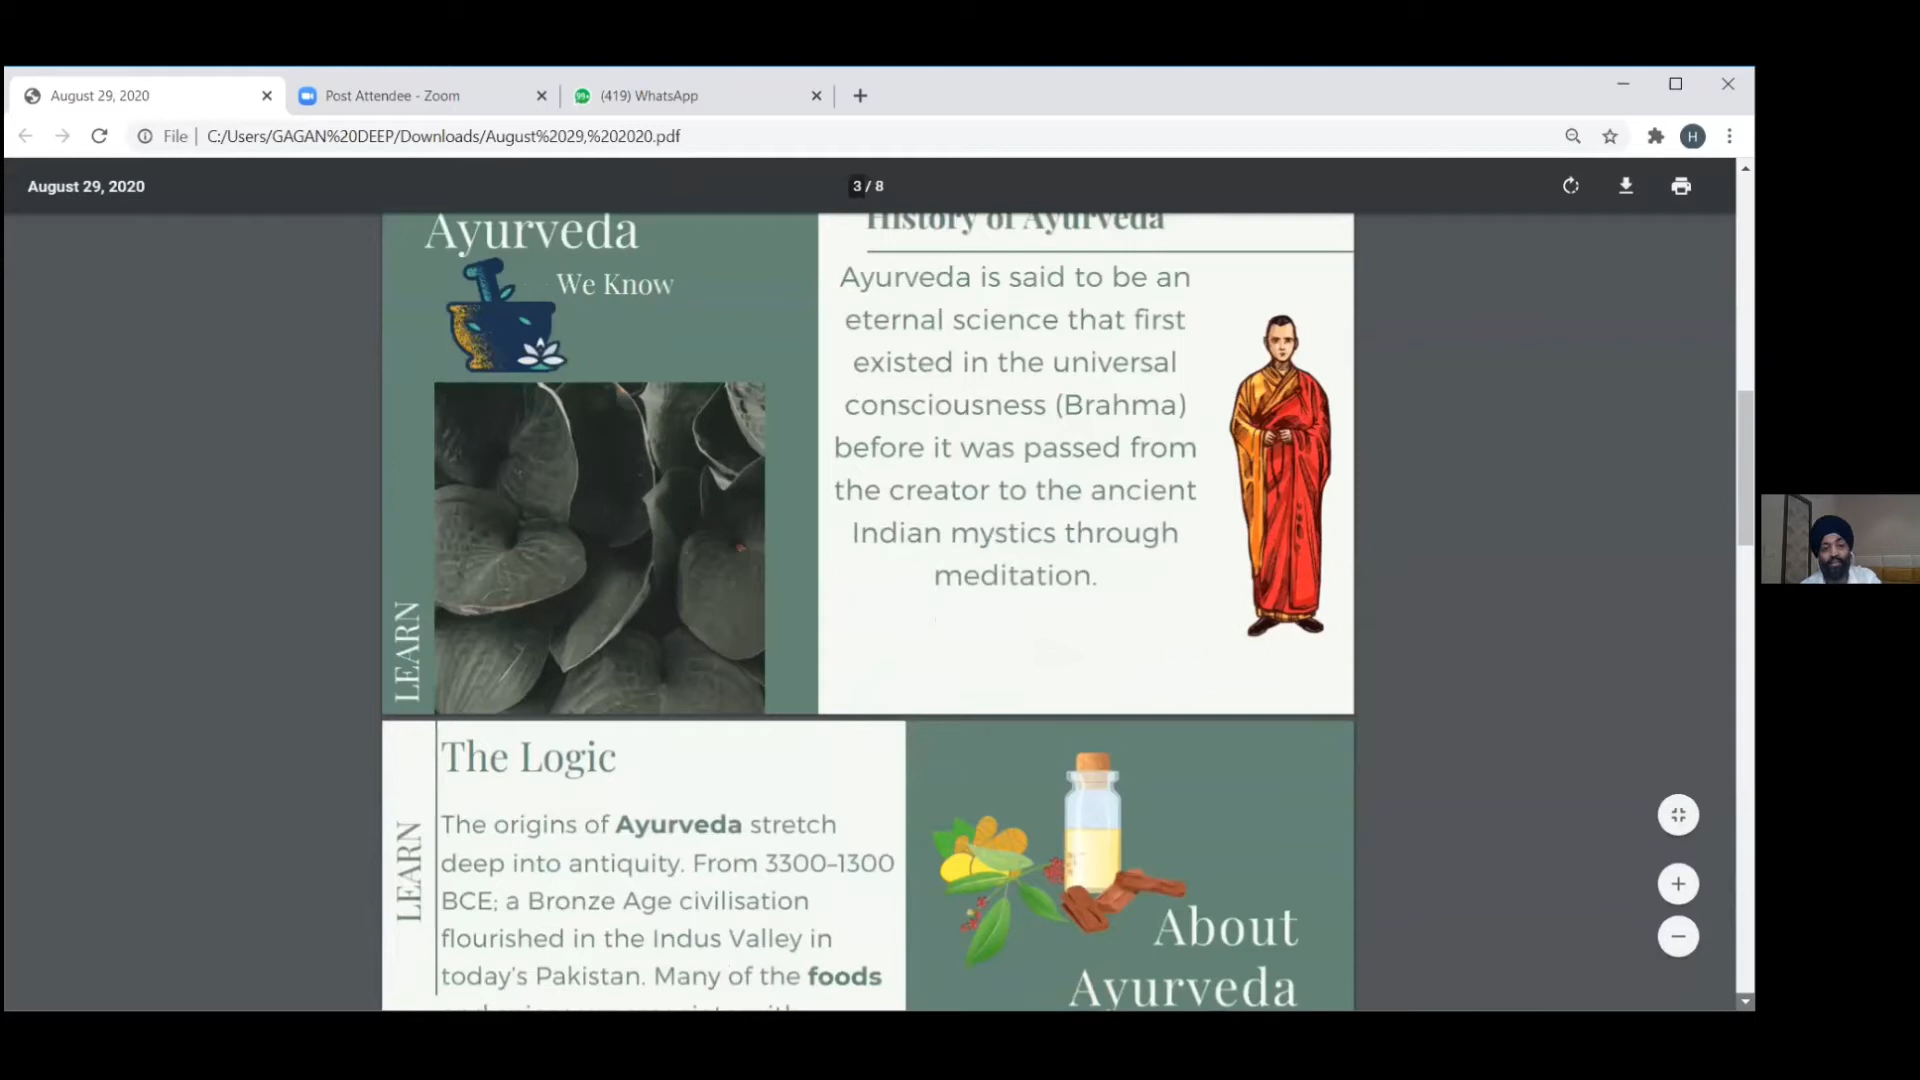 August 29, 2020
Post Attendee - Zoom
99+
(419) WhatsApp
File
C:/Users/GAGAN%20DEEP/Downloads/August%2029,%202020.pdf
H
August 29, 2020
3 / 8
Ayurveda
We Know
LEARN
History of Ayurveda
Ayurveda is said to be an
eternal science that first
existed in the universal
consciousness (Brahma)
before it was passed from
the creator to the ancient
Indian mystics through
meditation.
LEARN
The Logic
The origins of Ayurveda stretch
deep into antiquity. From 3300-1300
BCE; a Bronze Age civilisation
flourished in the Indus Valley in
today's Pakistan. Many of the foods
About
Ayurveda